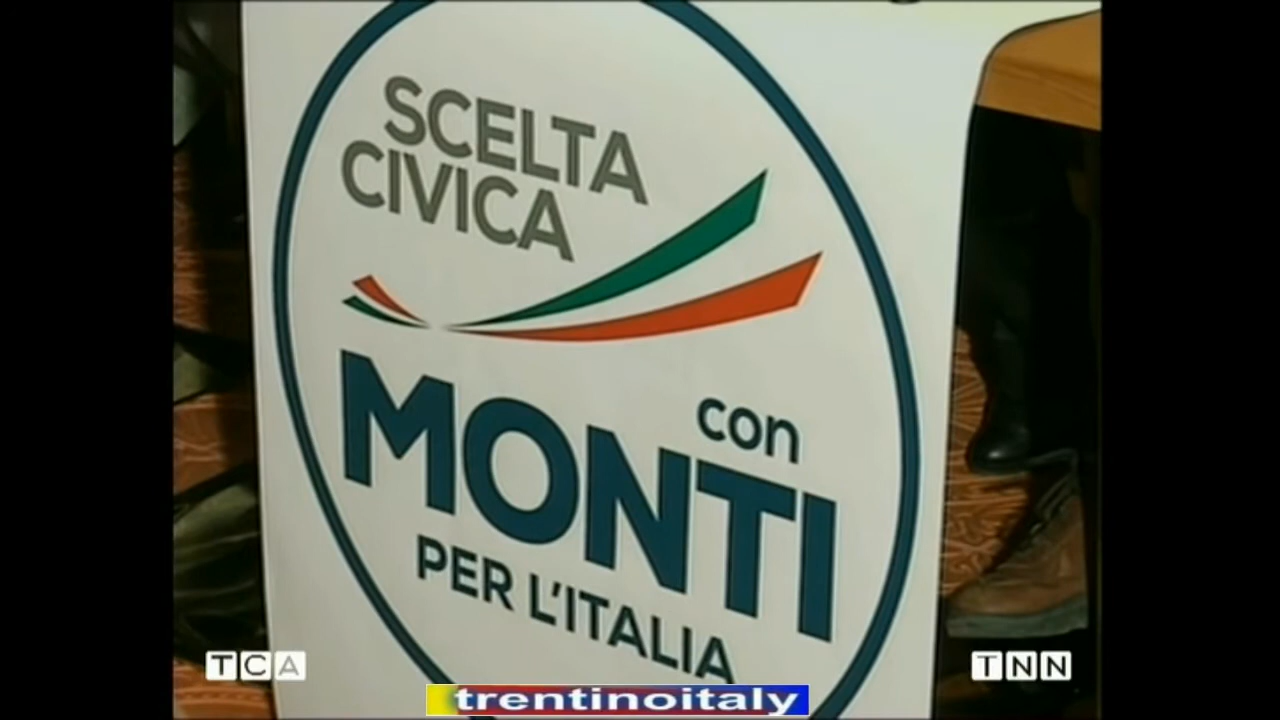 SCELTA
CIVICA
con
MONTI
PER L'ITALIA
TCA
TNN
trentinoitaly